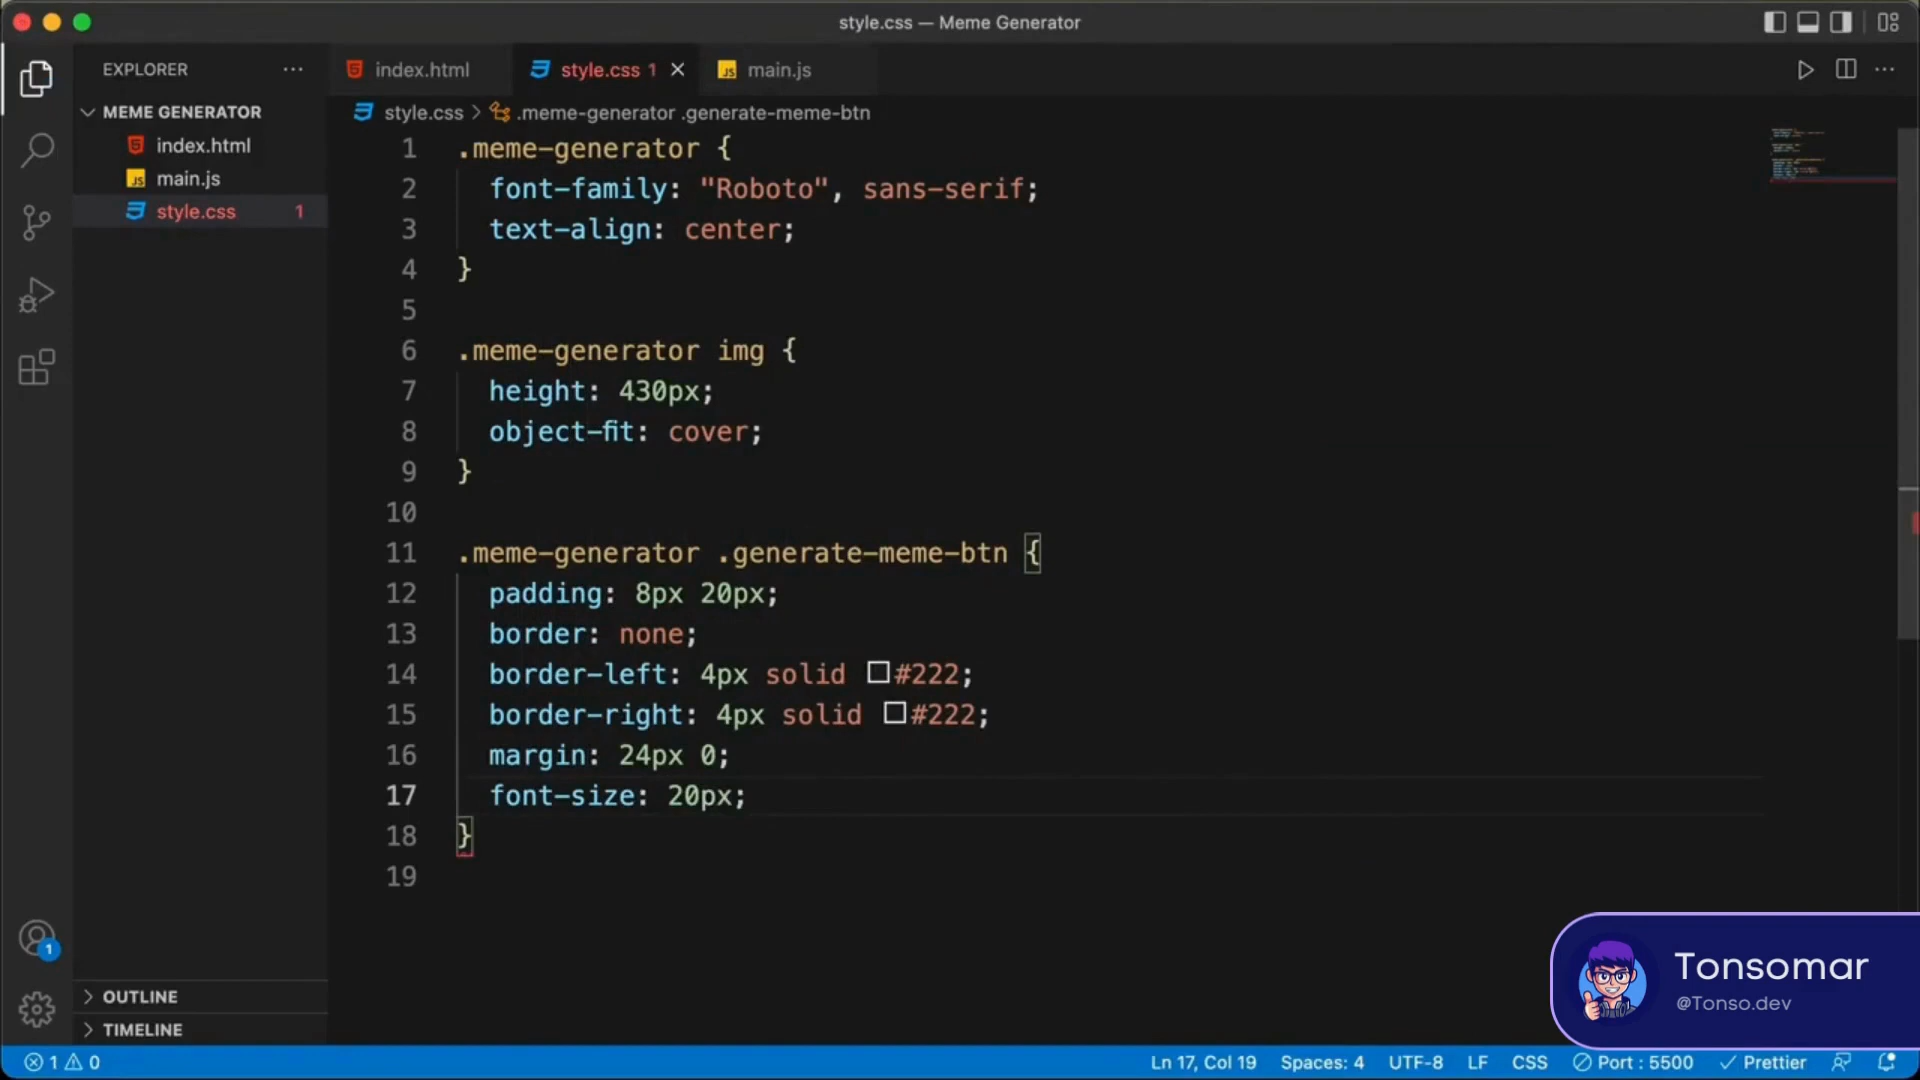 style.css — Meme Generator
EXPLORER
index.html
style.css 1
main.js
MEME GENERATOR
index.html
main.js
style.css 1
style.css > .meme-generator .generate-meme-btn
1 .meme-generator {
2 font-family: "Roboto", sans-serif;
3 text-align: center;
4 }
5
6 .meme-generator img {
7 height: 430px;
8 object-fit: cover;
9 }
10
11 .meme-generator .generate-meme-btn {
12 padding: 8px 20px;
13 border: none;
14 border-left: 4px solid #222;
15 border-right: 4px solid #222;
16 margin: 24px 0;
17 font-size: 20px;
18 }
19
1
OUTLINE
TIMELINE
Tonsomar
@Tonso.dev
1 0
Ln 17, Col 19 Spaces: 4 UTF-8 LF CSS Port : 5500 Prettier